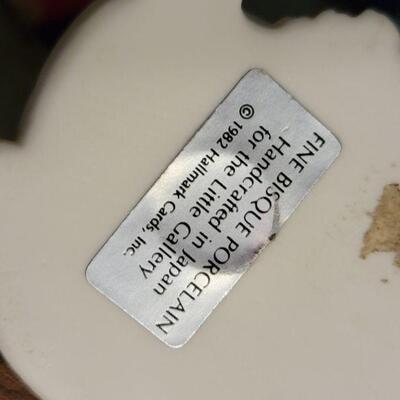 FINE BISQUE PORCELAIN
Handcrafted in Japan
for the Little Gallery
© 1982 Hallmark Cards, Inc.